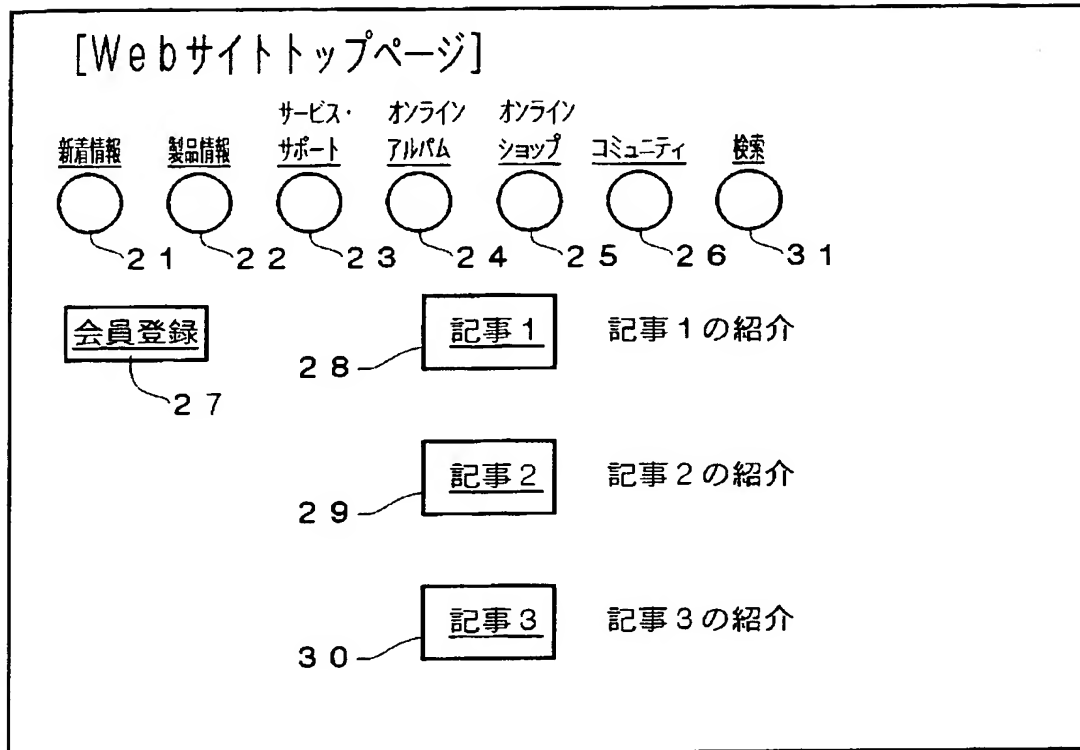 [Webサイトトップページ]
サービス・ オンライン オンライン
新着情報 製品情報 サポート アルバム ショップ コミュニティ 検索
21 22 23 24 25 26 31
会員登録 記事1 記事1の紹介
28
27
記事2 記事2の紹介
29
記事3 記事3の紹介
30